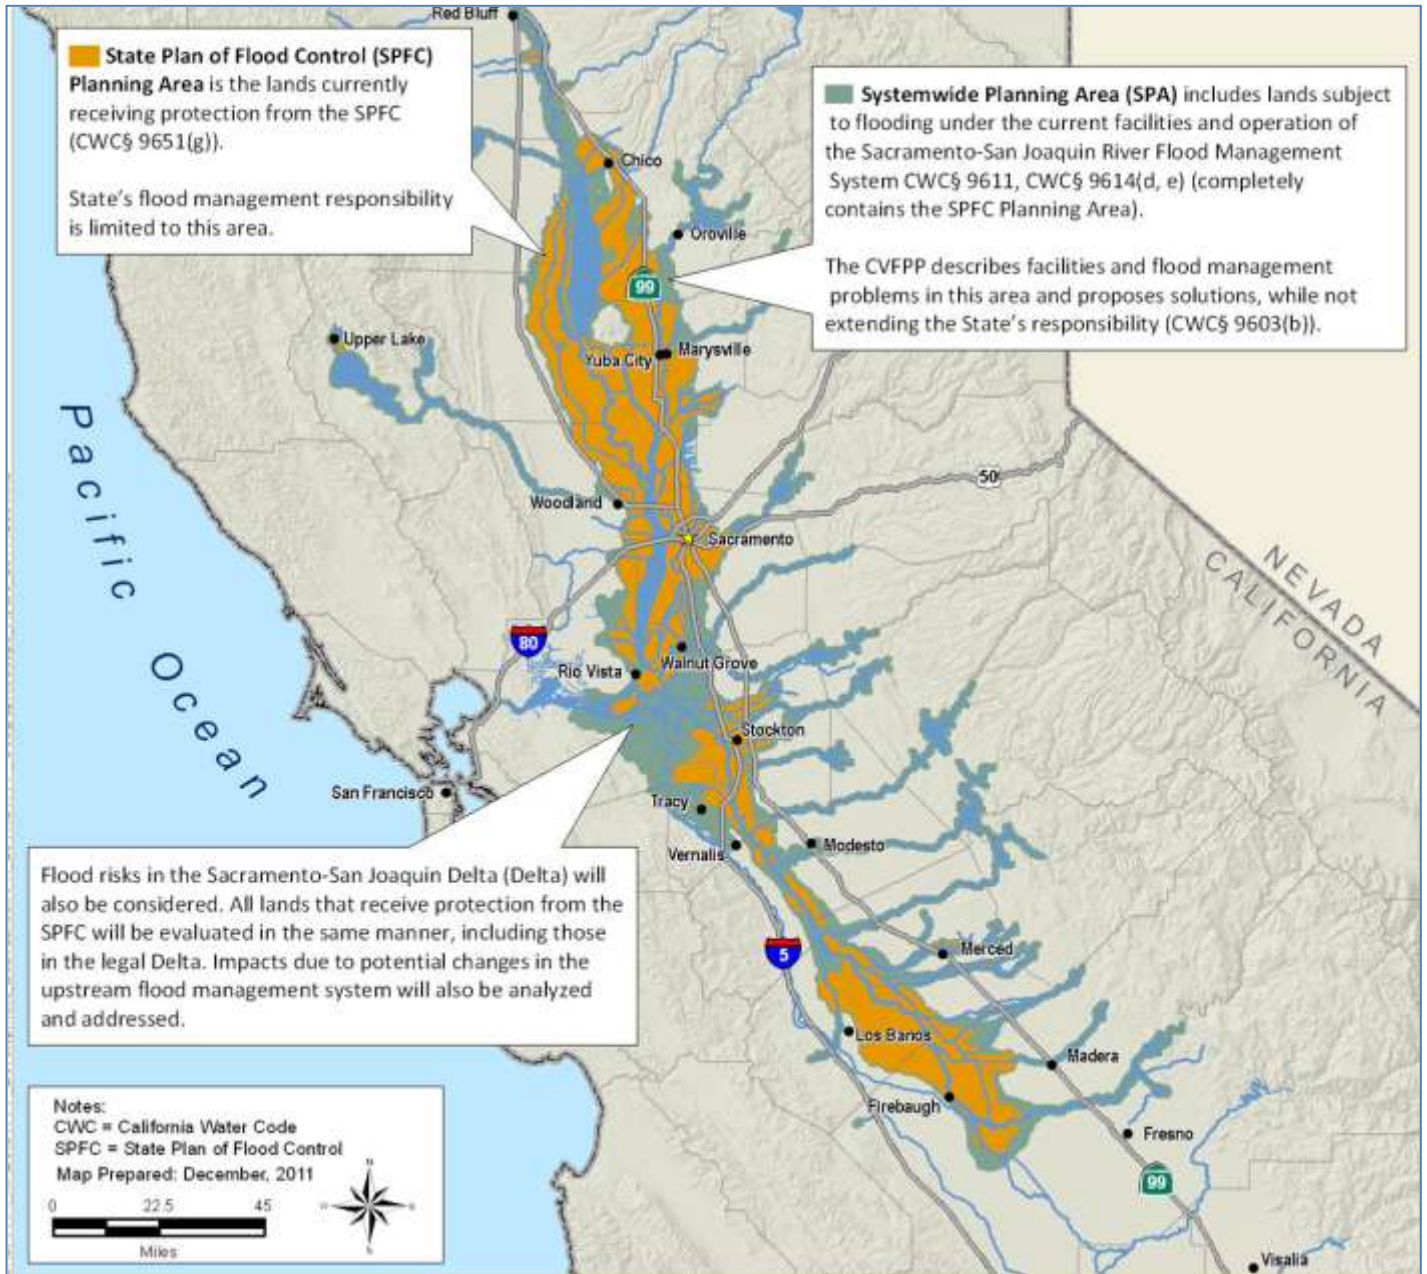 Red Bluff
State Plan of Flood Control (SPFC)
Planning Area is the lands currently
receiving protection from the SPFC
(CWC§ 9651(g)).
State's flood management responsibility
is limited to this area.
Systemwide Planning Area (SPA) includes lands subject
to flooding under the current facilities and operation of
the Sacramento-San Joaquin River Flood Management
System CWC§ 9611, CWC§ 9614(d, e) (completely
contains the SPFC Planning Area).
The CVFPP describes facilities and flood management
problems in this area and proposes solutions, while not
extending the State's responsibility (CWC§ 9603(b)).
Chico
Oroville
99
Upper Lake
Yuba City
Marysville
Pacific Ocean
50
Woodland
Sacramento
NEVADA
CALIFORNIA
80
Walnut Grove
Rio Vista
Stockton
San Francisco
Tracy
Vernalis
Modesto
Flood risks in the Sacramento-San Joaquin Delta (Delta) will
also be considered. All lands that receive protection from the
SPFC will be evaluated in the same manner, including those
in the legal Delta. Impacts due to potential changes in the
upstream flood management system will also be analyzed
and addressed.
5
Merced
Los Banos
Madera
Firebaugh
Fresno
99
Visalia
Notes:
CWC = California Water Code
SPFC = State Plan of Flood Control
Map Prepared: December, 2011
0 22.5 45
Miles
N
W E
S